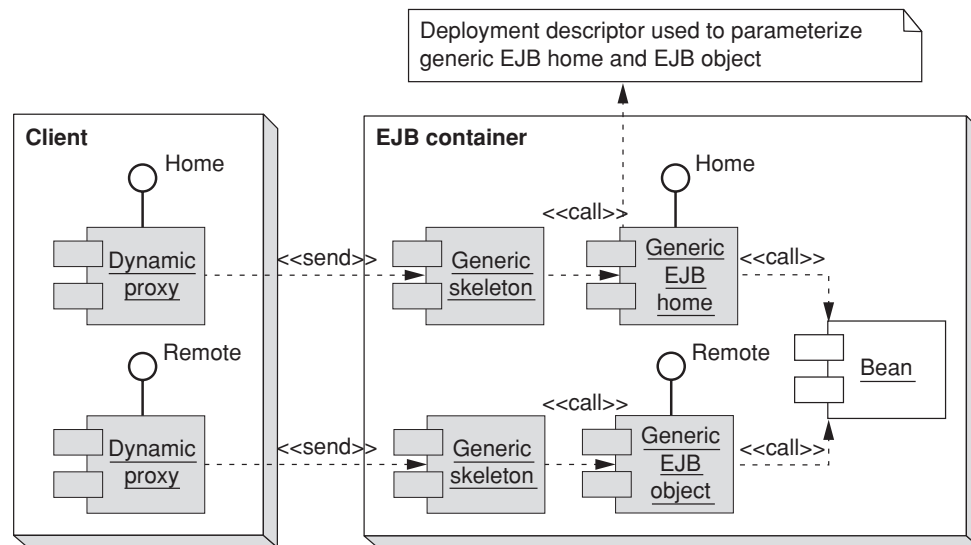 Deployment descriptor used to parameterize
generic EJB home and EJB object
Client
EJB container
Home
Home
<<call>>
Dynamic
proxy
<<send>>
Generic
skeleton
Generic
EJB
home
<<call>>
Bean
Remote
Remote
<<call>>
Dynamic
proxy
<<send>>
Generic
skeleton
Generic
EJB
object
<<call>>